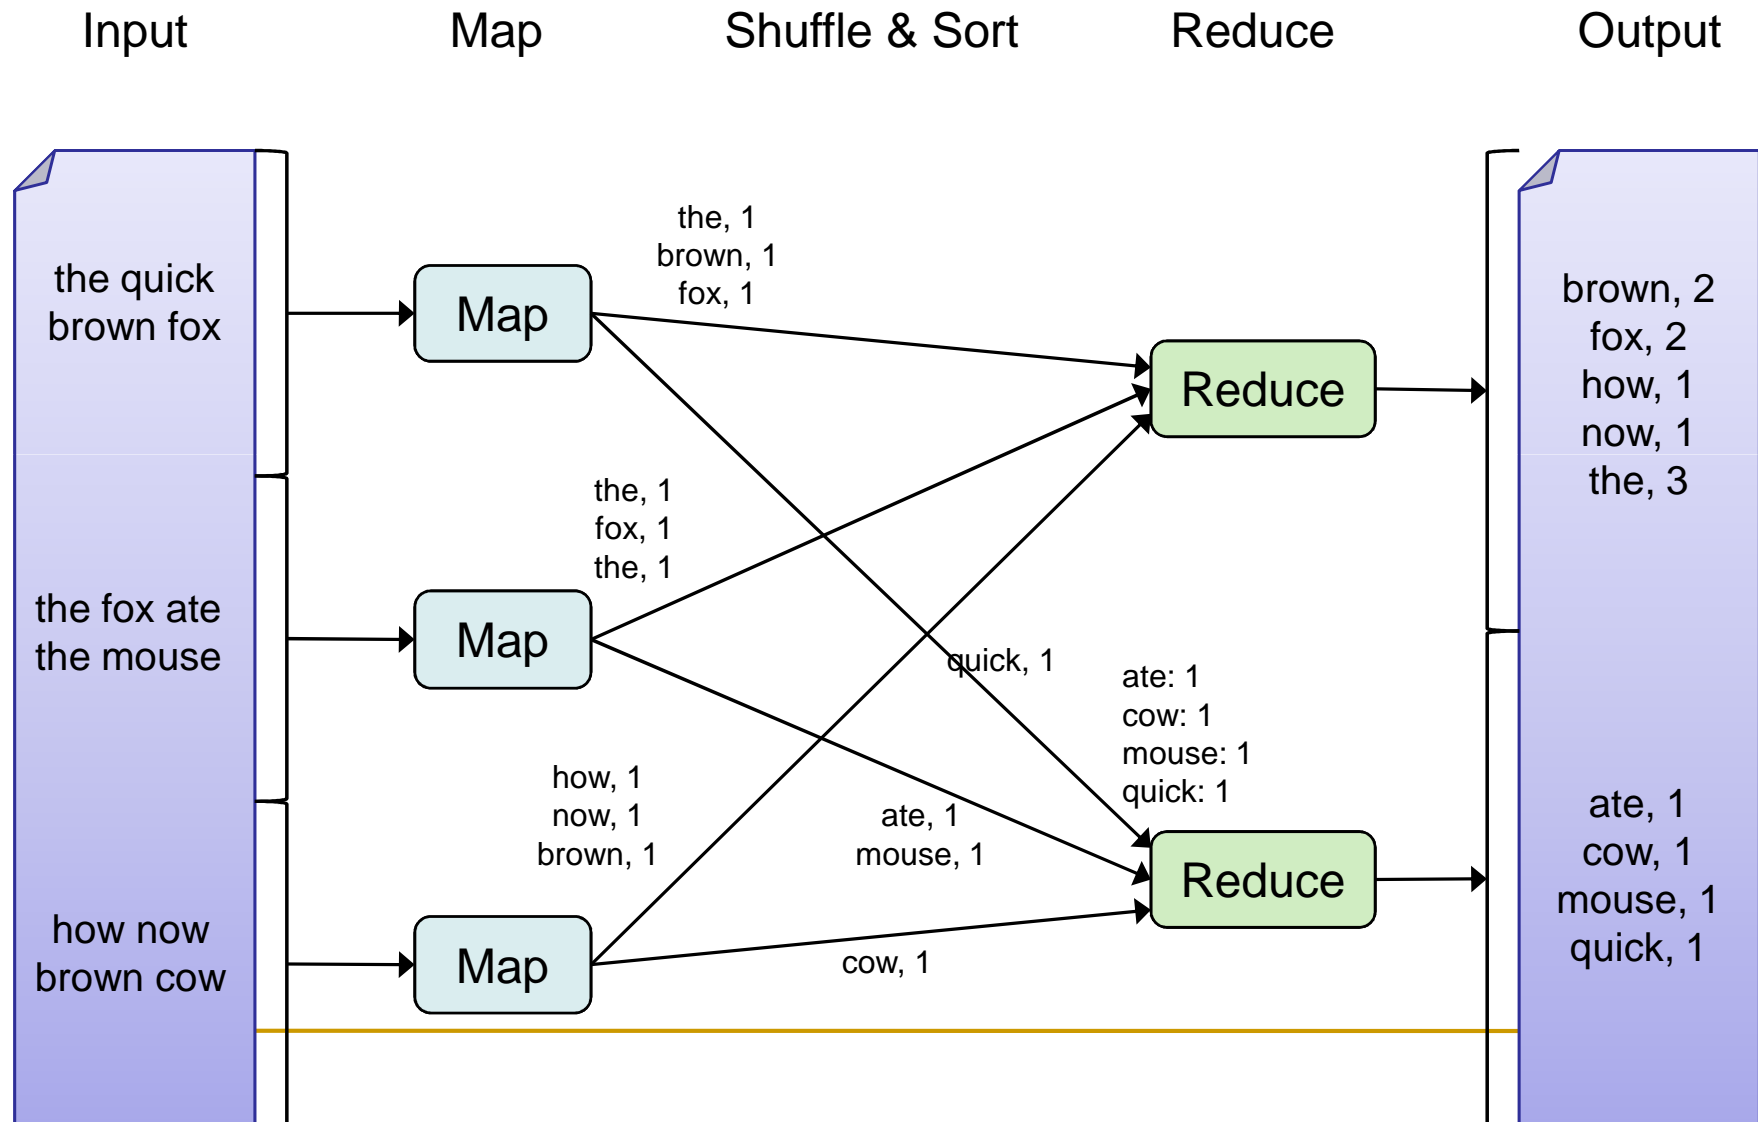 Input Map Shuffle & Sort Reduce Output
the quick
brown fox
the fox ate
the mouse
how now
brown cow
Map
Map
Map
the, 1
brown, 1
fox, 1
the, 1
fox, 1
the, 1
how, 1
now, 1
brown, 1
quick, 1
ate, 1
mouse, 1
cow, 1
ate: 1
cow: 1
mouse: 1
quick: 1
Reduce
Reduce
brown, 2
fox, 2
how, 1
now, 1
the, 3
ate, 1
cow, 1
mouse, 1
quick, 1